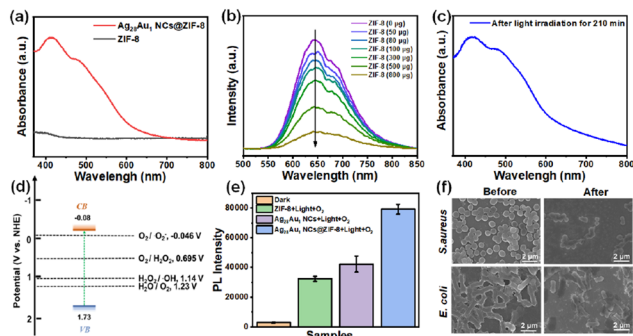 (a)
Ag₂₈Au₁ NCs@ZIF-8
ZIF-8
Absorbance (a.u.)
400 500 600 700 800
Wavelength (nm)
(b)
ZIF-8 (0 μg)
ZIF-8 (50 μg)
ZIF-8 (80 μg)
ZIF-8 (100 μg)
ZIF-8 (300 μg)
ZIF-8 (500 μg)
ZIF-8 (800 μg)
Intensity (a.u.)
500 550 600 650 700 750 800 850
Wavelengh (nm)
(c)
After light irradiation for 210 min
Absorbance (a.u.)
400 500 600 700 800
Wavelength (nm)
(d)
Potential (V vs. NHE)
-1
0
1
2
CB
-0.08
O₂/·O₂⁻, -0.046 V
O₂/ H₂O₂, 0.695 V
H₂O₂/·OH, 1.14 V
H₂O / O₂, 1.23 V
1.73
VB
(e)
Dark
ZIF-8+Light+O₂
Ag₂₈Au₁ NCs+Light+O₂
Ag₂₈Au₁ NCs@ZIF-8+Light+O₂
PL Intensity
80000
60000
40000
20000
0
Samples
(f)
Before After
S.aureus
2 μm 2 μm
E. coli
2 μm 2 μm